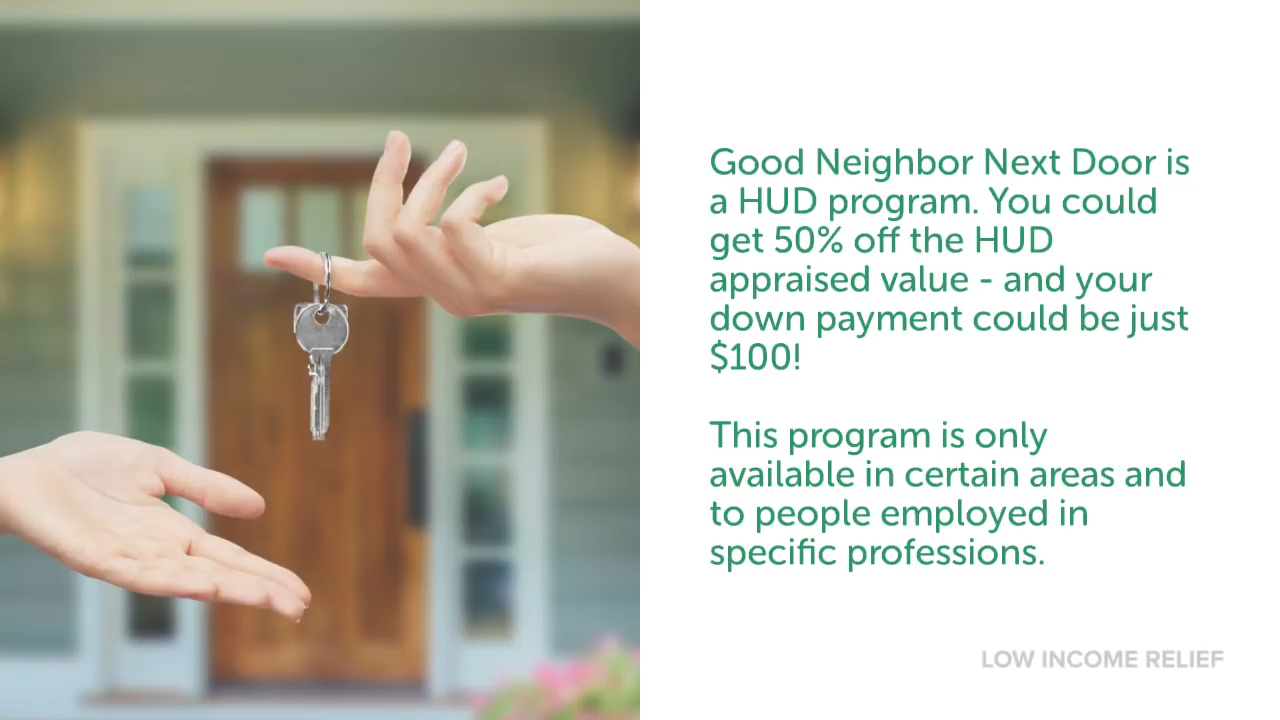 Good Neighbor Next Door is
a HUD program. You could
get 50% off the HUD
appraised value - and your
down payment could be just
$100!
This program is only
available in certain areas and
to people employed in
specific professions.
LOW INCOME RELIEF